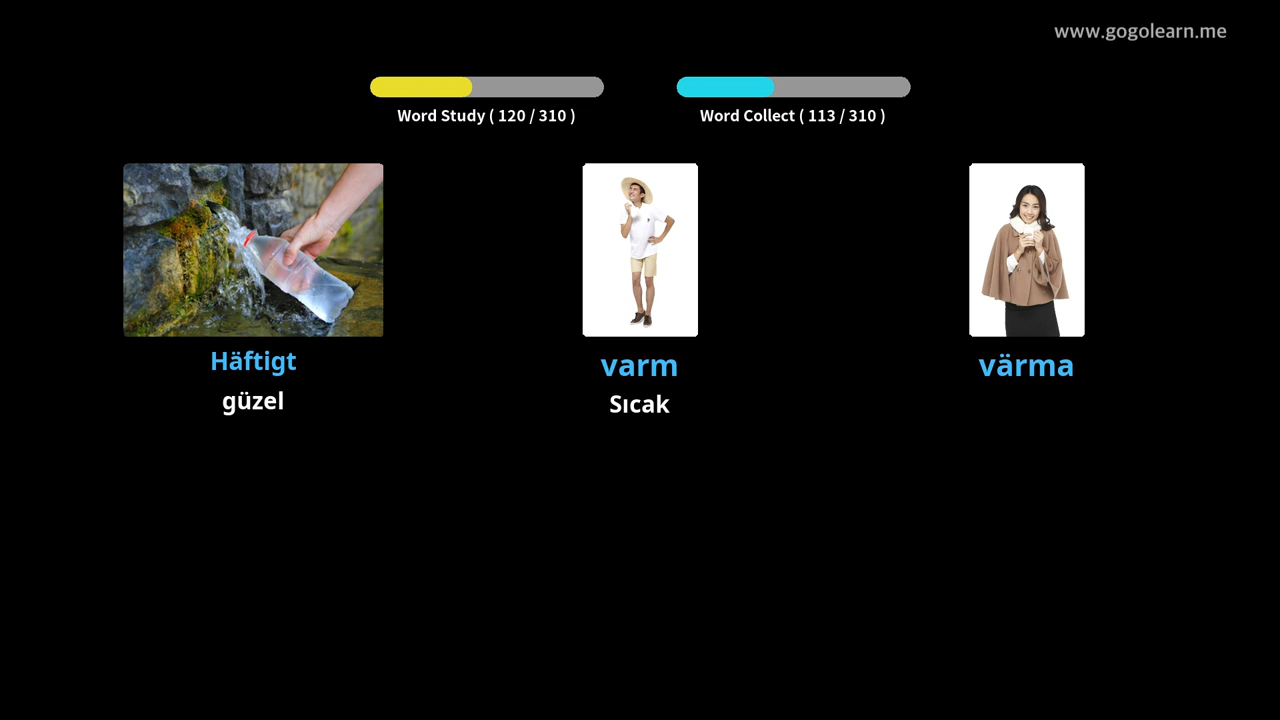 www.gogolearn.me
Word Study ( 120 / 310 )
Word Collect ( 113 / 310 )
Häftigt
varm
värma
güzel
Sıcak